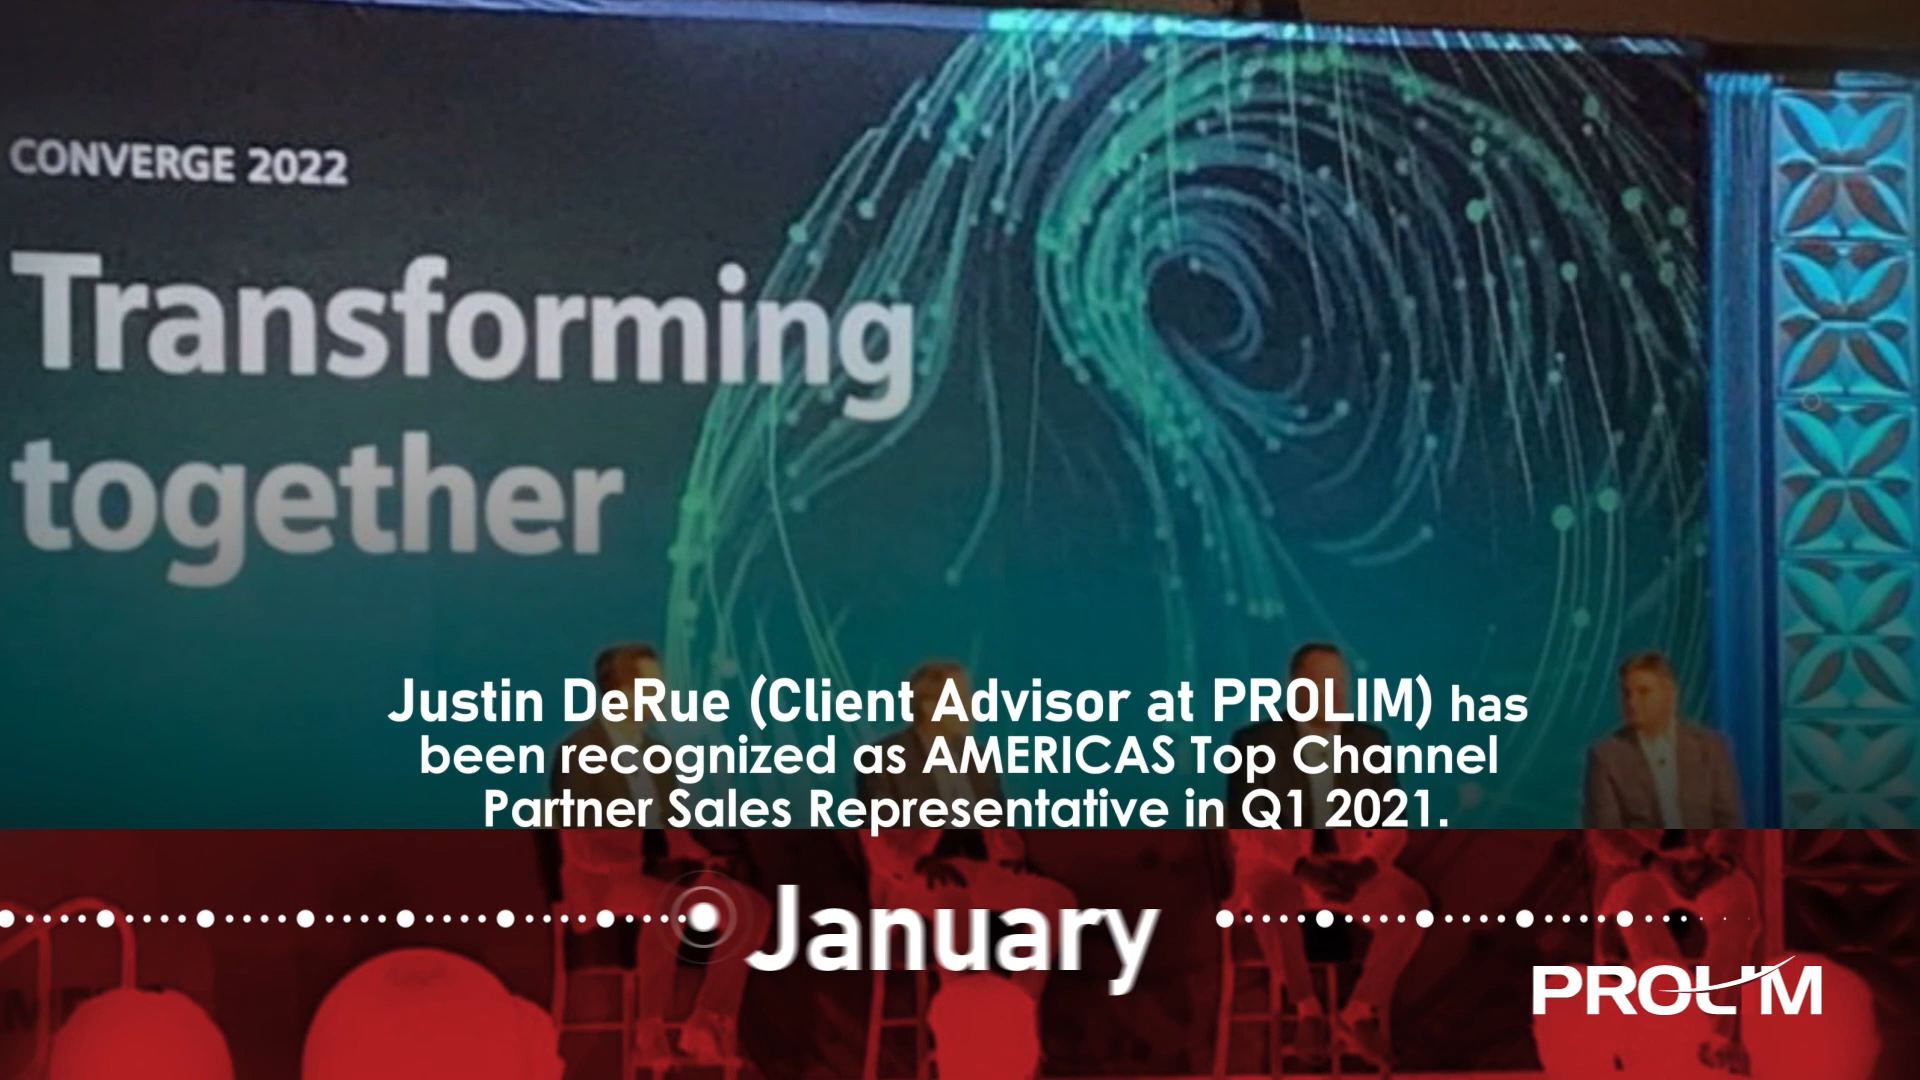 CONVERGE 2022
Transforming
together
Justin DeRue (Client Advisor at PROLIM) has
been recognized as AMERICAS Top Channel
Partner Sales Representative in Q1 2021.
January
PROLIM